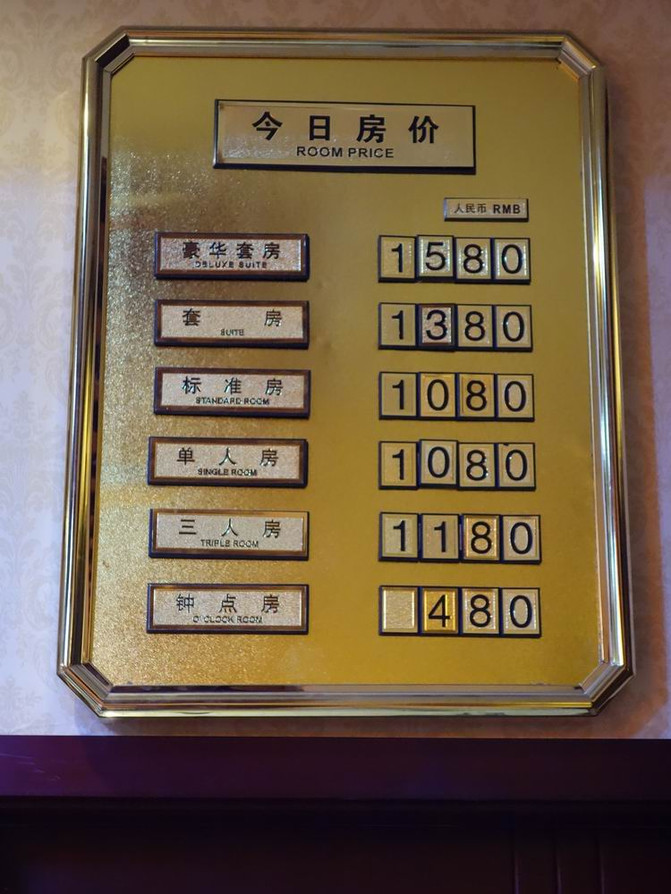 今日房价
ROOM PRICE
人民币 RMB
豪华套房 1580
DELUXE SUITE
套房 1380
SUITE
标准房 1080
STANDARD ROOM
单人房 1080
SINGLE ROOM
三人房 1180
TRIPLE ROOM
钟点房 480
O'CLOCK ROOM